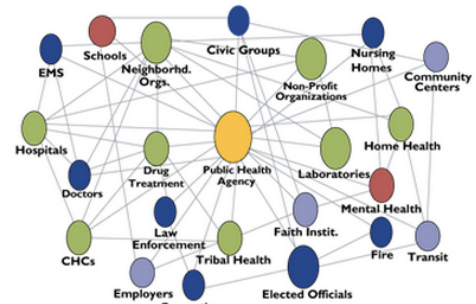 Civic Groups
Schools
EMS
Neighborhd.
Orgs.
Nursing
Homes
Community
Centers
Non-Profit
Organizations
Hospitals
Home Health
Doctors
Drug
Treatment
Public Health
Agency
Laboratories
Mental Health
Law
Enforcement
Faith Instit.
CHCs
Tribal Health
Fire
Transit
Employers
Elected Officials